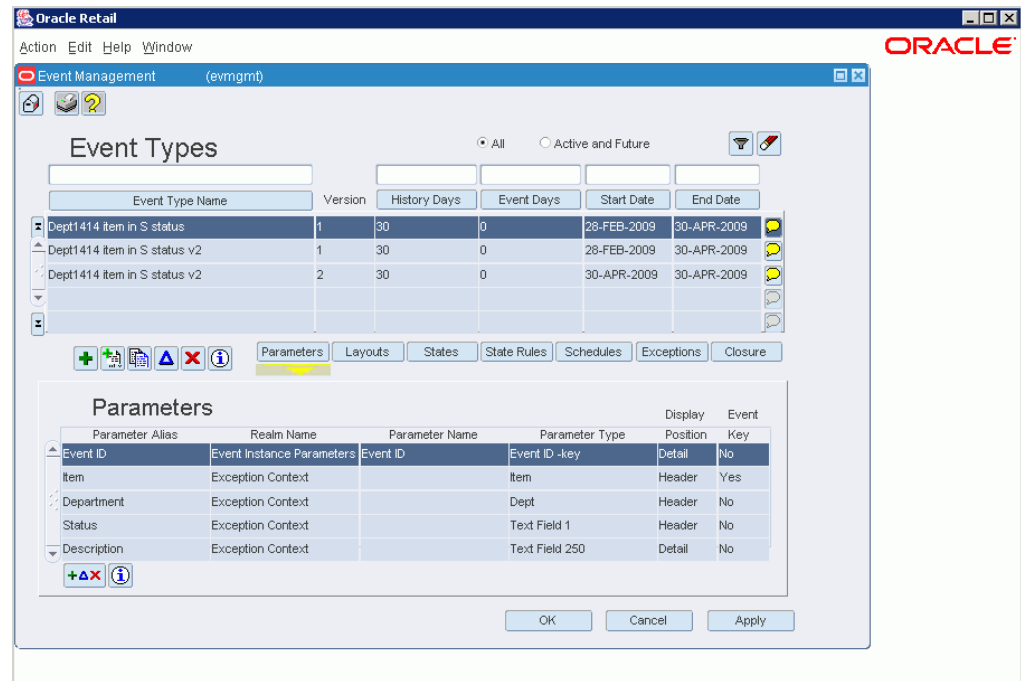 Oracle Retail
Action Edit Help Window
ORACLE
Event Management (evmgmt)
Event Types
All Active and Future
Event Type Name Version History Days Event Days Start Date End Date
Dept1414 item in S status 1 30 0 28-FEB-2009 30-APR-2009
Dept1414 item in S status v2 1 30 0 28-FEB-2009 30-APR-2009
Dept1414 item in S status v2 2 30 0 30-APR-2009 30-APR-2009
Parameters Layouts States State Rules Schedules Exceptions Closure
Parameters
Parameter Alias Realm Name Parameter Name Parameter Type Display Position Event Key
Event ID Event Instance Parameters Event ID Event ID -key Detail No
Item Exception Context Item Header Yes
Department Exception Context Dept Header No
Status Exception Context Text Field 1 Header No
Description Exception Context Text Field 250 Detail No
OK Cancel Apply